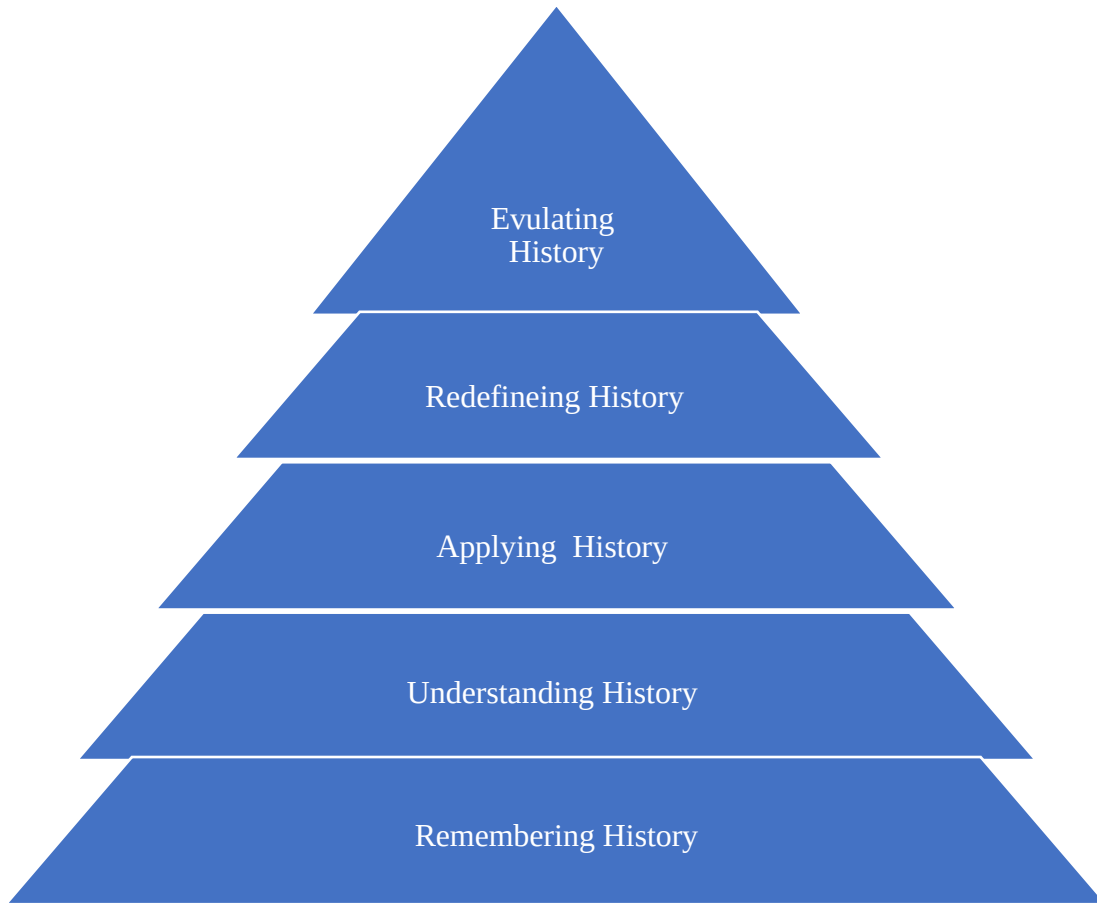 Evulating
History
Redefineing History
Applying  History
Understanding History
Remembering History